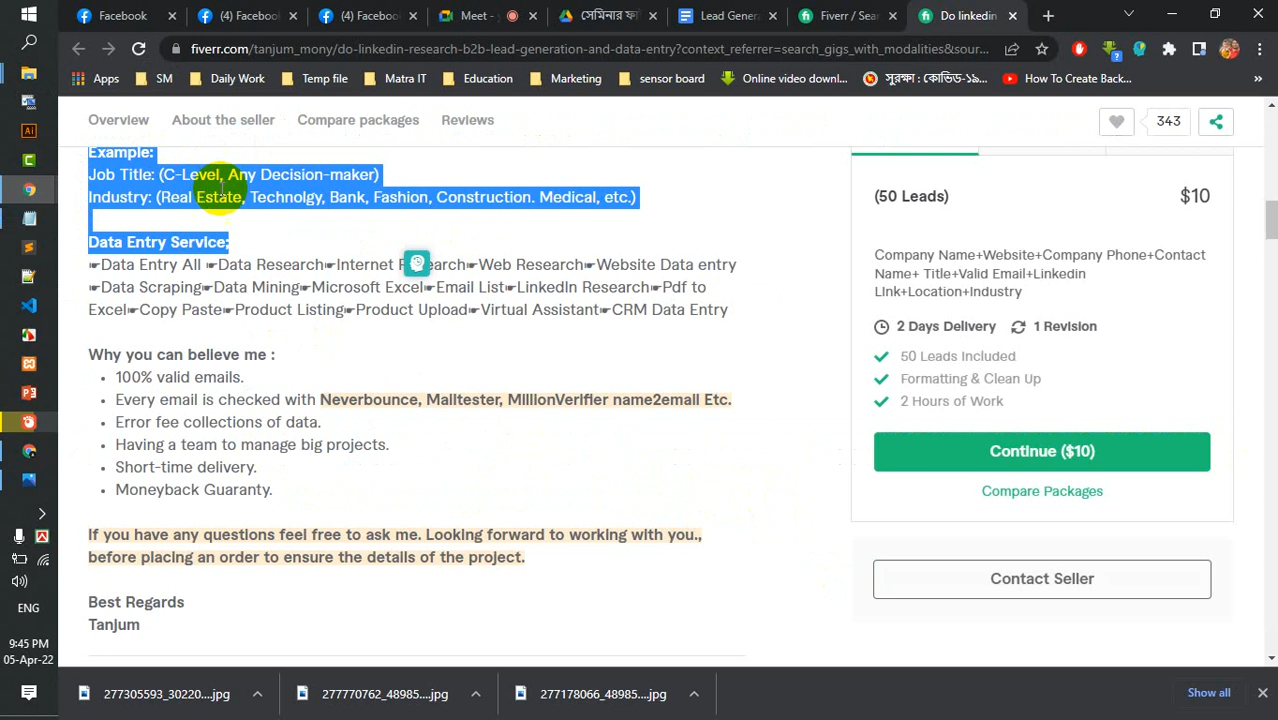 Facebook
(4) Facebook
(4) Facebook
Meet -
সেমিনার ফা
Lead Gener
Fiverr / Sear
Do linkedin
fiverr.com/tanjum_mony/do-linkedin-research-b2b-lead-generation-and-data-entry?context_referrer=search_gigs_with_modalities&sour...
Apps SM Daily Work Temp file Matra IT Education Marketing sensor board Online video downl... সুরক্ষা : কোভিড-১৯... How To Create Back... »
Overview About the seller Compare packages Reviews 343
Example:
Job Title: (C-Level, Any Decision-maker)
Industry: (Real Estate, Technolgy, Bank, Fashion, Construction. Medical, etc.)
Data Entry Service;
☛Data Entry All ☛Data Research☛Internet Research☛Web Research☛Website Data entry
☛Data Scraping☛Data Mining☛Microsoft Excel☛Email List☛LinkedIn Research☛Pdf to
Excel☛Copy Paste☛Product Listing☛Product Upload☛Virtual Assistant☛CRM Data Entry
Why you can believe me :
• 100% valid emails.
• Every email is checked with Neverbounce, Mailtester, MillionVerifier name2email Etc.
• Error fee collections of data.
• Having a team to manage big projects.
• Short-time delivery.
• Moneyback Guaranty.
If you have any questions feel free to ask me. Looking forward to working with you.,
before placing an order to ensure the details of the project.
Best Regards
Tanjum
(50 Leads) $10
Company Name+Website+Company Phone+Contact
Name+ Title+Valid Email+Linkedin
LInk+Location+Industry
2 Days Delivery 1 Revision
50 Leads Included
Formatting & Clean Up
2 Hours of Work
Continue ($10)
Compare Packages
Contact Seller
ENG
9:45 PM
05-Apr-22
277305593_30220....jpg
277770762_48985....jpg
277178066_48985....jpg
Show all